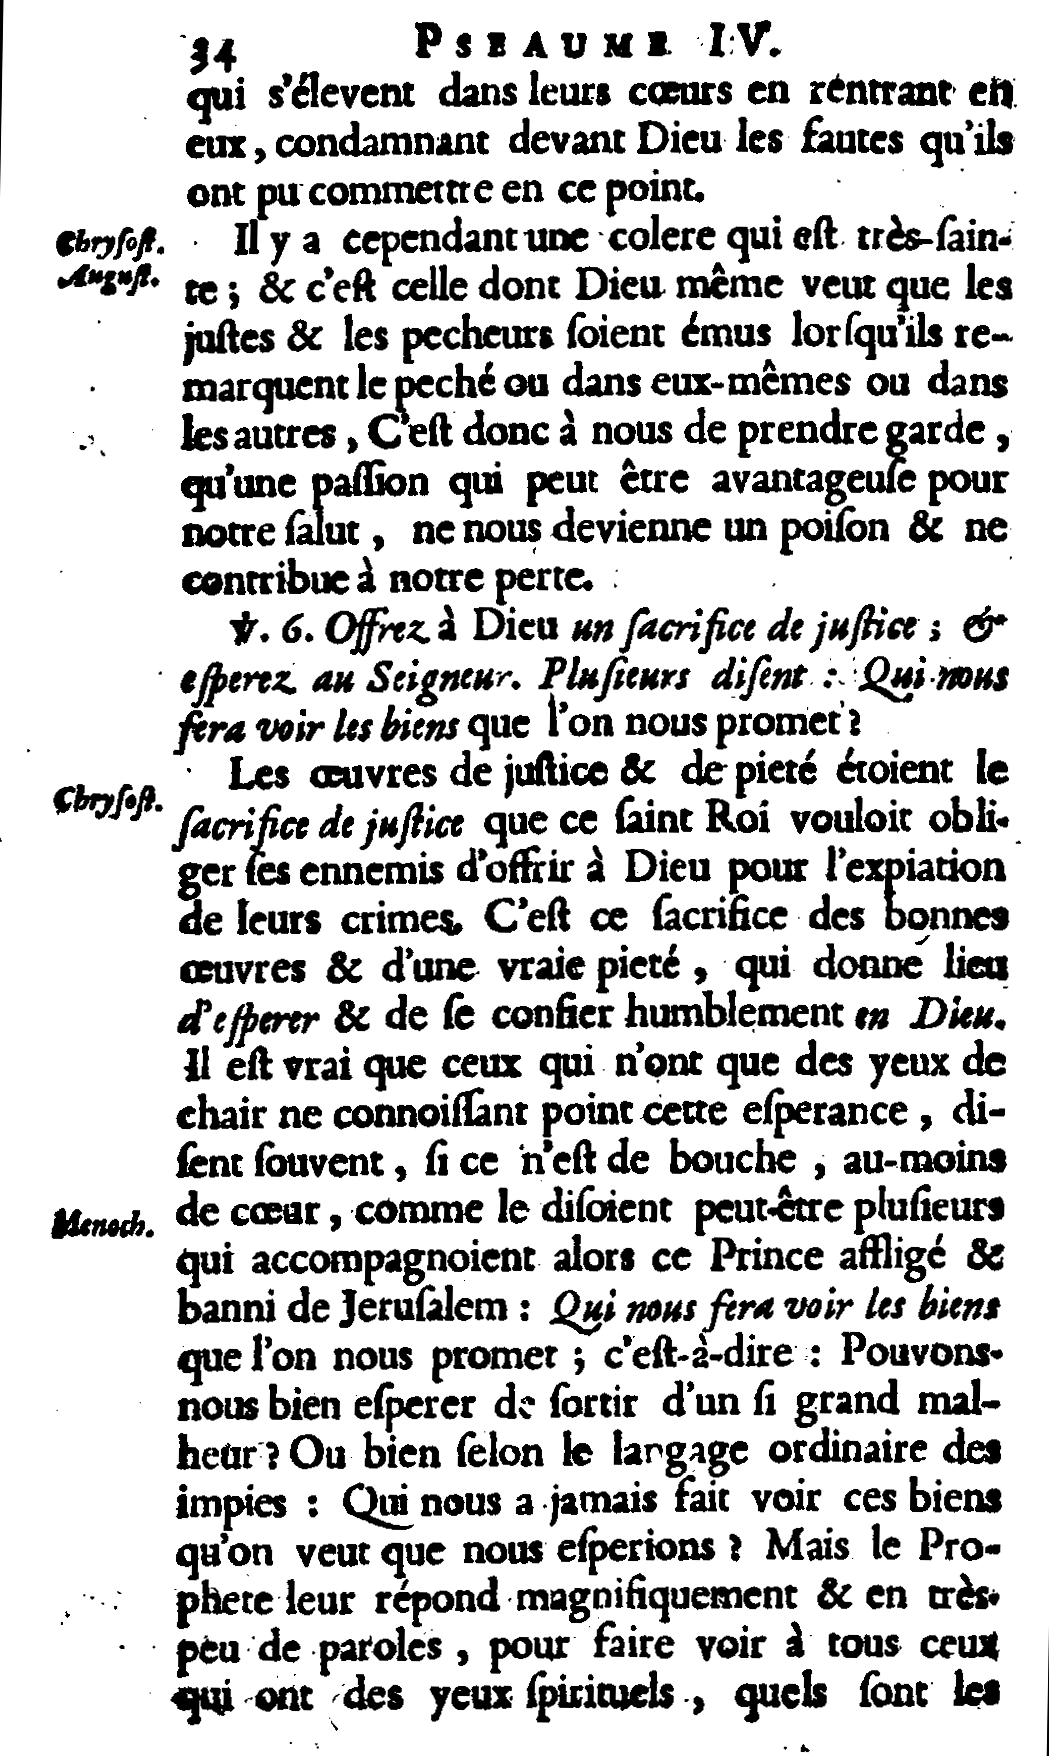 34 PSEAUME IV.
qui s'élevent dans leurs cœurs en rentrant en
eux, condamnant devant Dieu les fautes qu'ils
ont pu commettre en ce point.
Chryſoſt. Il y a cependant une colere qui eſt très-ſain-
Auguſt. te ; & c'eſt celle dont Dieu même veut que les
juſtes & les pecheurs ſoient émus lorſqu'ils re-
marquent le peché ou dans eux-mêmes ou dans
les autres, C'eſt donc à nous de prendre garde,
qu'une paſſion qui peut être avantageuſe pour
notre ſalut, ne nous devienne un poiſon & ne
contribue à notre perte.
℣. 6. Offrez à Dieu un ſacrifice de juſtice ; &
eſperez au Seigneur. Pluſieurs diſent : Qui nous
fera voir les biens que l'on nous promet ?
Les œuvres de juſtice & de pieté étoient le
Chryſoſt. ſacrifice de juſtice que ce ſaint Roi vouloit obli-
ger ſes ennemis d'offrir à Dieu pour l'expiation
de leurs crimes. C'eſt ce ſacrifice des bonnes
œuvres & d'une vraie pieté, qui donne lieu
d'eſperer & de ſe confier humblement en Dieu.
Il eſt vrai que ceux qui n'ont que des yeux de
chair ne connoiſſant point cette eſperance, di-
ſent ſouvent, ſi ce n'eſt de bouche, au-moins
Menoch. de cœur, comme le diſoient peut-être pluſieurs
qui accompagnoient alors ce Prince affligé &
banni de Jeruſalem : Qui nous fera voir les biens
que l'on nous promet ; c'eſt-à-dire : Pouvons-
nous bien eſperer de ſortir d'un ſi grand mal-
heur ? Ou bien ſelon le langage ordinaire des
impies : Qui nous a jamais fait voir ces biens
qu'on veut que nous eſperions ? Mais le Pro-
phete leur répond magnifiquement & en très-
peu de paroles, pour faire voir à tous ceux
qui ont des yeux ſpirituels, quels ſont les